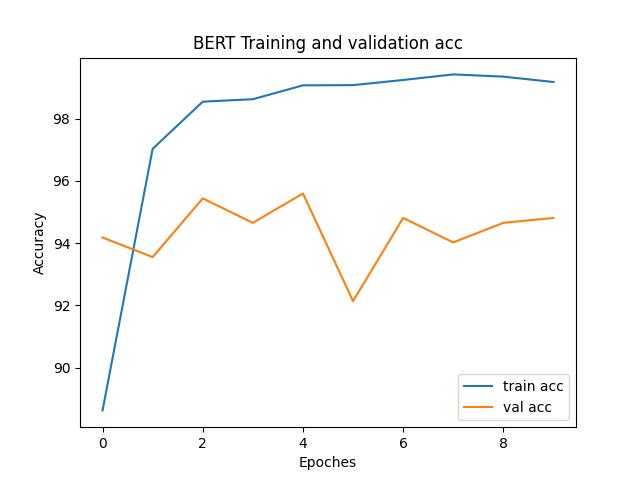 BERT Training and validation acc
98
96
94
92
90
Accuracy
train acc
val acc
0 2 4 6 8
Epoches